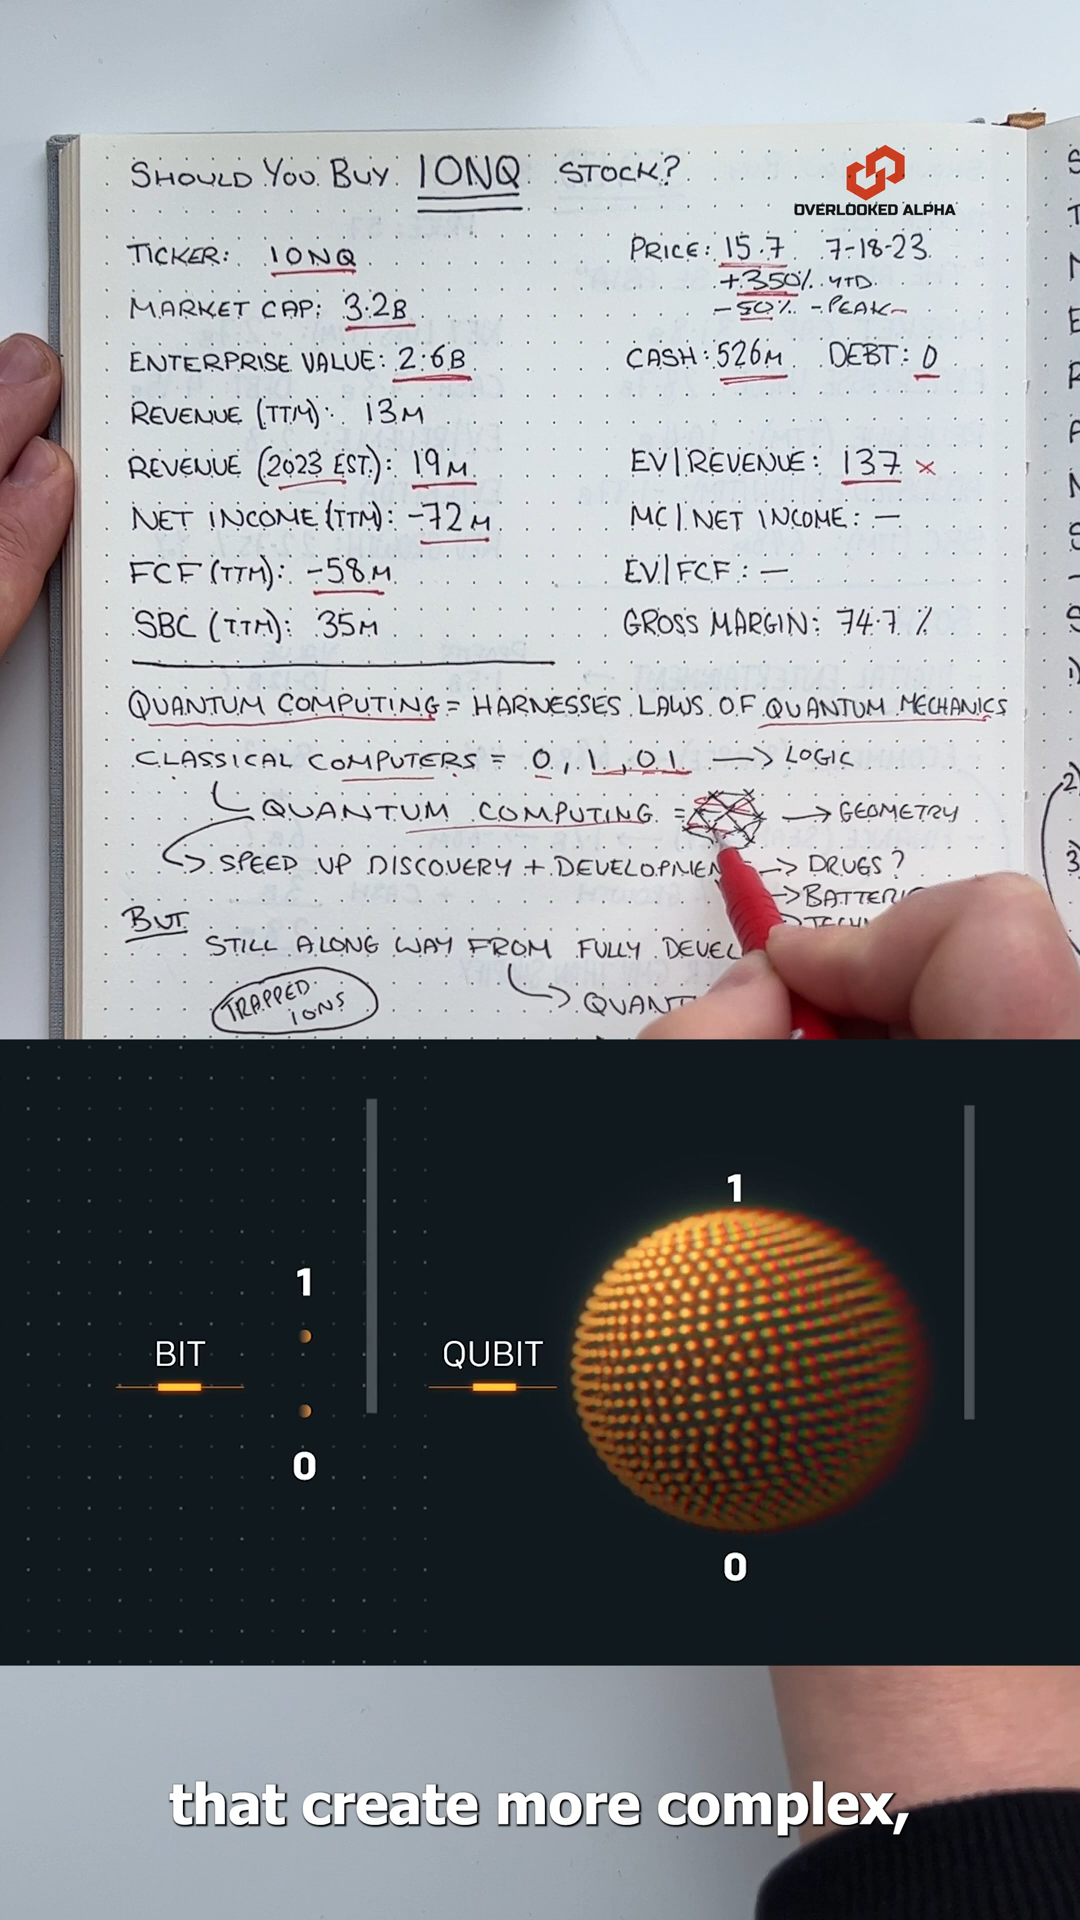 SHOULD YOU BUY IONQ STOCK?
OVERLOOKED ALPHA
TICKER: IONQ
PRICE: 15.7 7-18-23
+350% YTD
MARKET CAP: 3.2B
-50% -PEAK
ENTERPRISE VALUE: 2.6B
CASH: 526M DEBT: 0
REVENUE (TTM): 13M
REVENUE (2023 EST.): 19M
EV/REVENUE: 137 x
NET INCOME (TTM): -72M
MC/NET INCOME: —
FCF (TTM): -58M
EV/FCF: —
SBC (TTM): 35M
GROSS MARGIN: 74.7 %
QUANTUM COMPUTING = HARNESSES LAWS OF QUANTUM MECHANICS
CLASSICAL COMPUTERS = 0, 1, 01 → LOGIC
QUANTUM COMPUTING = → GEOMETRY
SPEED UP DISCOVERY + DEVELOPMEN → DRUGS?
→ BATTERI
BUT
STILL A LONG WAY FROM FULLY DEVEL
TRAPPED IONS
→ QUANT
1
1
BIT
QUBIT
0
0
that create more complex,